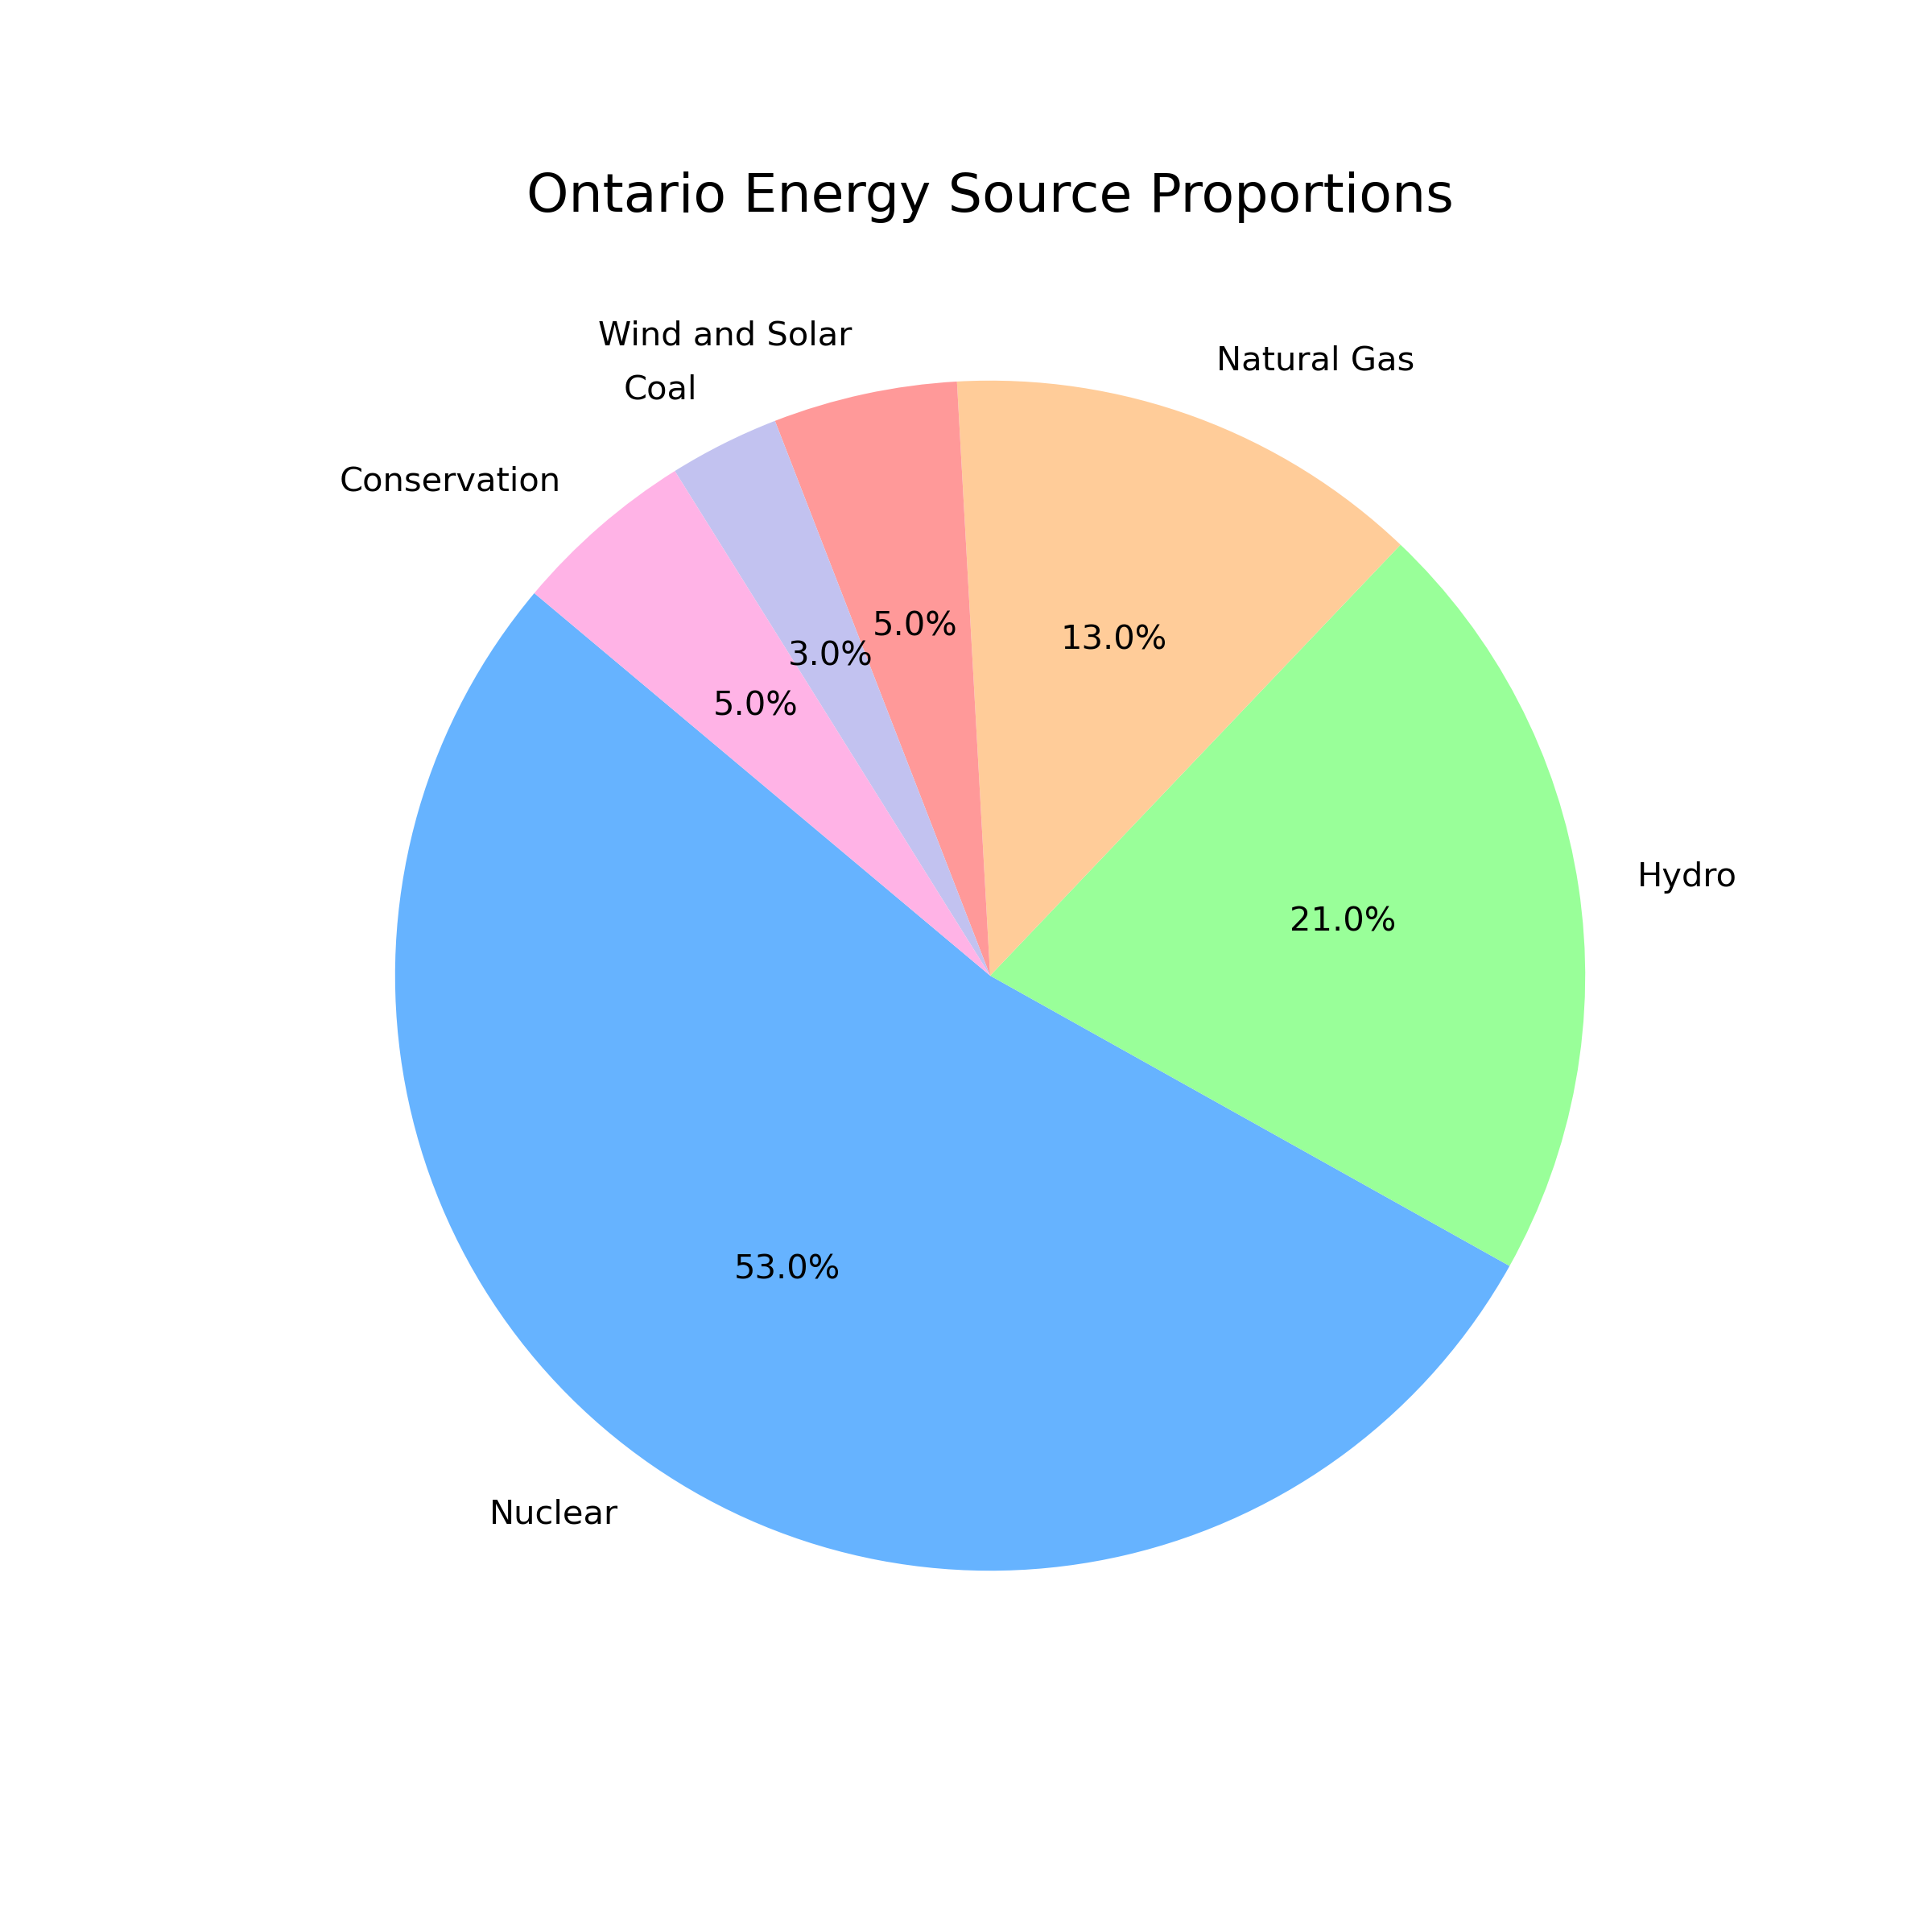 Ontario Energy Source Proportions
Wind and Solar
Natural Gas
Coal
Conservation
5.0%
13.0%
3.0%
5.0%
Hydro
21.0%
53.0%
Nuclear